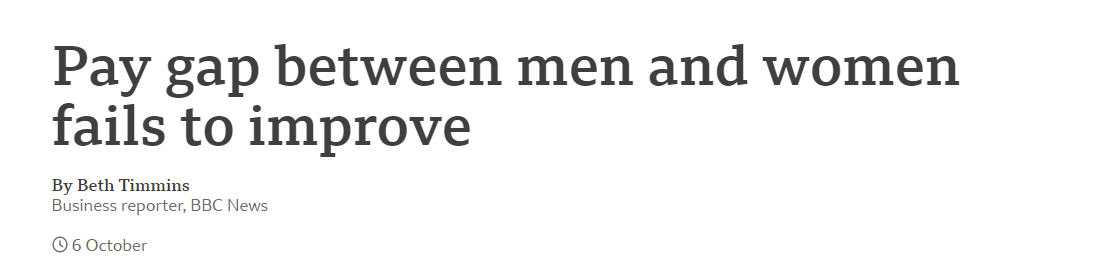 Pay gap between men and women
fails to improve
By Beth Timmins
Business reporter, BBC News
6 October